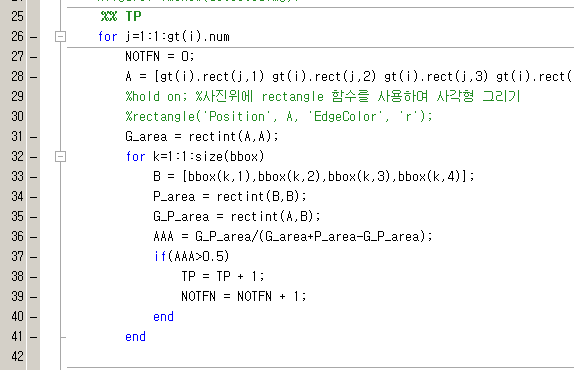 25 %% TP
26 for j=1:1:gt(i).num
27 NOTFN = 0;
28 A = [gt(i).rect(j,1) gt(i).rect(j,2) gt(i).rect(j,3) gt(i).rect(
29 %hold on; %사진위에 rectangle 함수를 사용하며 사각형 그리기
30 %rectangle('Position', A, 'EdgeColor', 'r');
31 G_area = rectint(A,A);
32 for k=1:1:size(bbox)
33 B = [bbox(k,1),bbox(k,2),bbox(k,3),bbox(k,4)];
34 P_area = rectint(B,B);
35 G_P_area = rectint(A,B);
36 AAA = G_P_area/(G_area+P_area-G_P_area);
37 if(AAA>0.5)
38 TP = TP + 1;
39 NOTFN = NOTFN + 1;
40 end
41 end
42